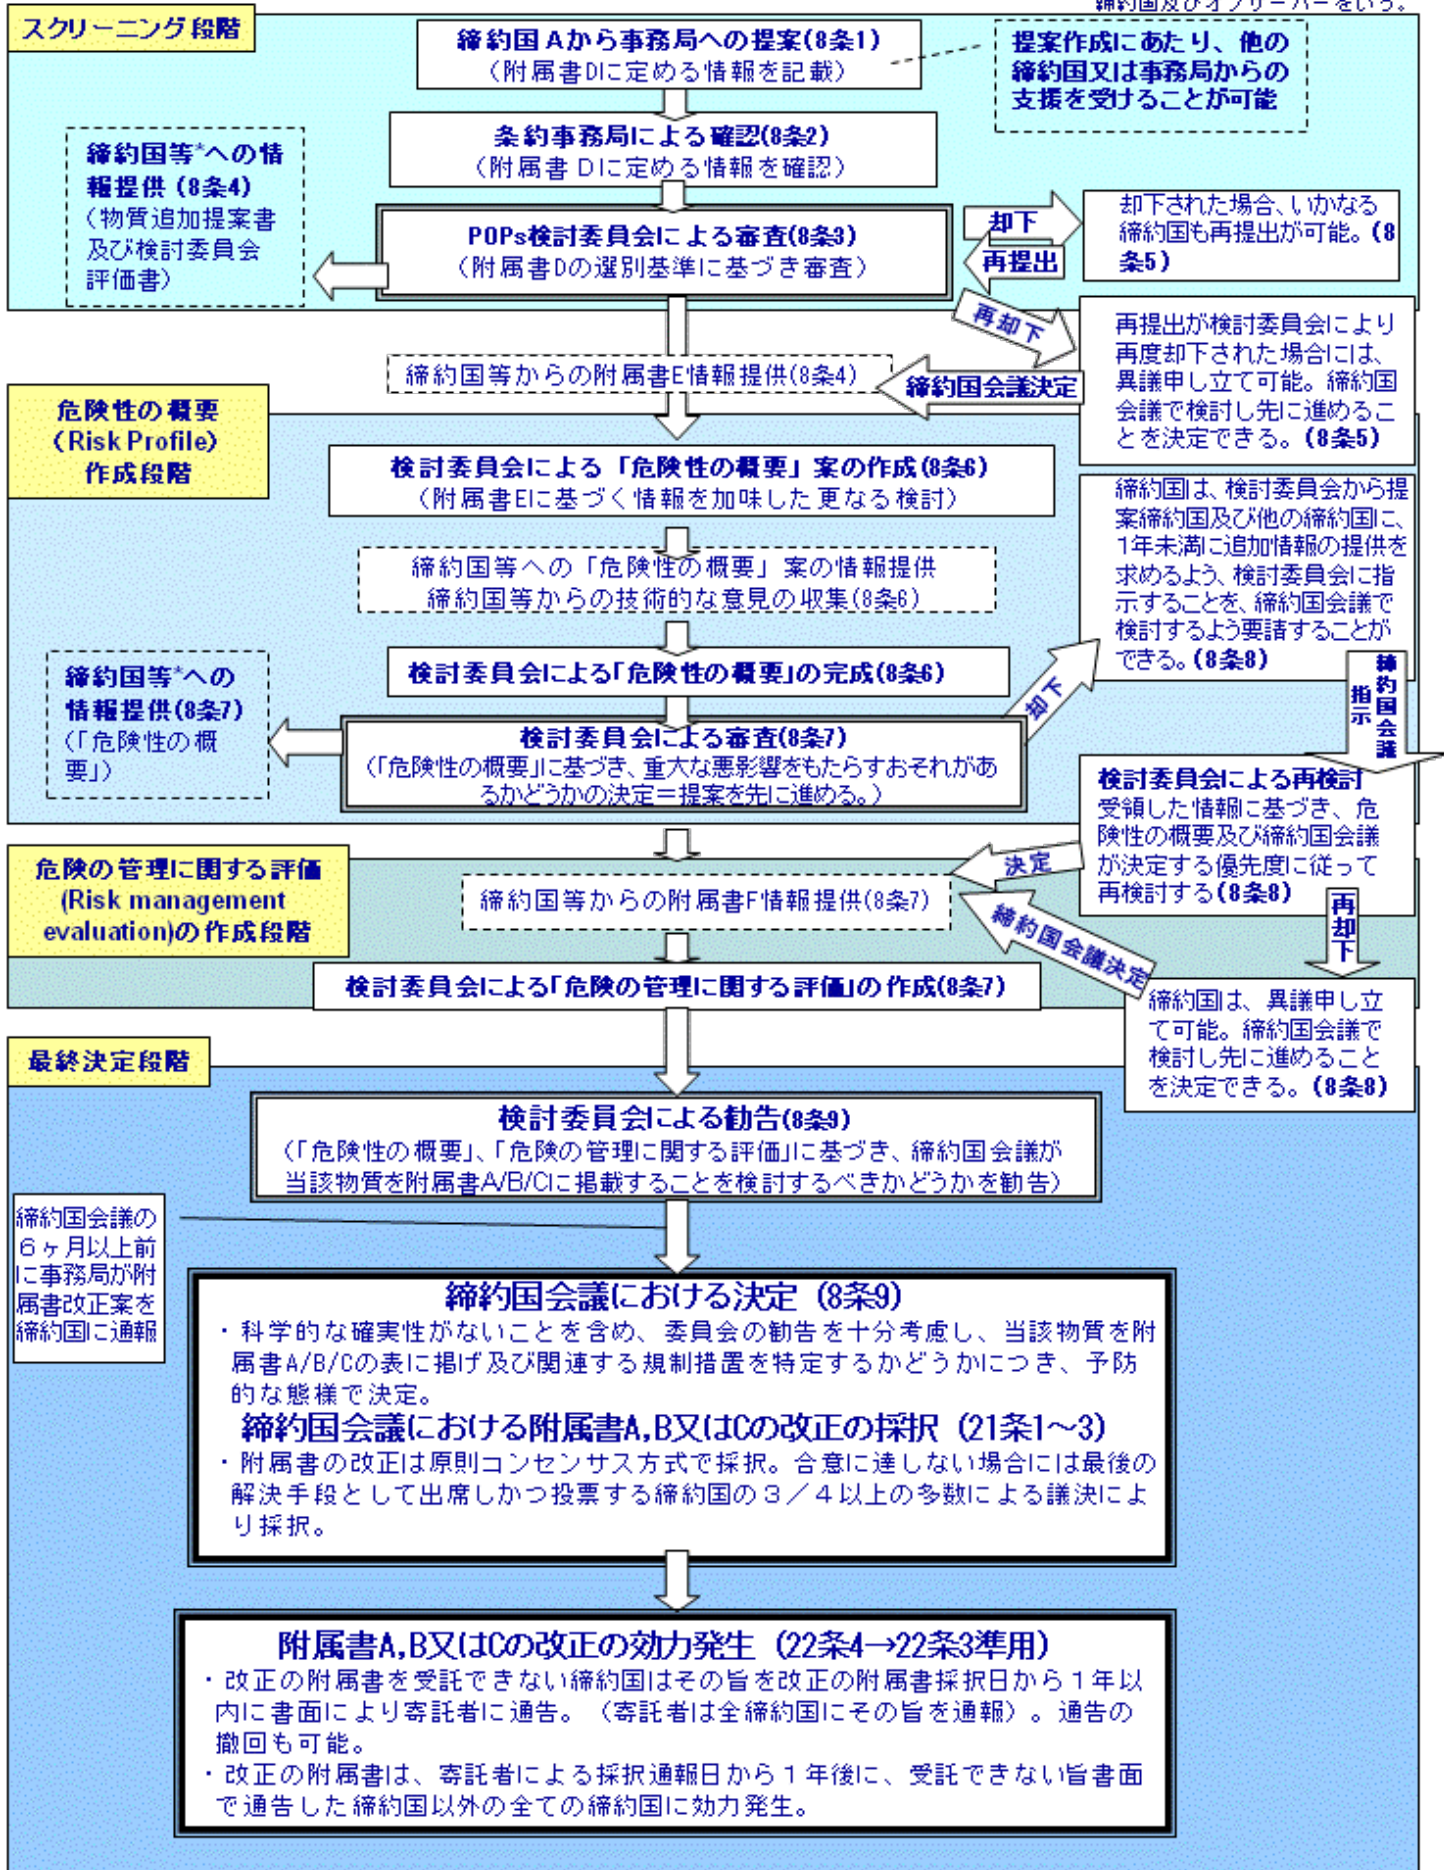 締約国及びオブザーバーをいう。
スクリーニング段階
締約国Aから事務局への提案(8条1)
（附属書Dに定める情報を記載）
提案作成にあたり、他の
締約国又は事務局からの
支援を受けることが可能
条約事務局による確認(8条2)
（附属書Dに定める情報を確認）
締約国等*への情
報提供（8条4）
（物質追加提案書
及び検討委員会
評価書）
POPs検討委員会による審査(8条3)
（附属書Dの選別基準に基づき審査）
却下
再提出
却下された場合、いかなる
締約国も再提出が可能。(8
条5)
再却下
再提出が検討委員会により
再度却下された場合には、
異議申し立て可能。締約国
会議で検討し先に進めるこ
とを決定できる。(8条5)
締約国等からの附属書E情報提供(8条4)
締約国会議決定
危険性の概要
（Risk Profile）
作成段階
検討委員会による「危険性の概要」案の作成(8条6)
（附属書Eに基づく情報を加味した更なる検討）
締約国は、検討委員会から提
案締約国及び他の締約国に、
1年未満に追加情報の提供を
求めるよう、検討委員会に指
示することを、締約国会議で
検討するよう要請することが
できる。(8条8)
締約国等への「危険性の概要」案の情報提供
締約国等からの技術的な意見の収集(8条6)
検討委員会による「危険性の概要」の完成(8条6)
締約国等*への
情報提供(8条7)
（「危険性の概
要」）
却下
締約国会議
指示
検討委員会による審査(8条7)
（「危険性の概要」に基づき、重大な悪影響をもたらすおそれがあ
るかどうかの決定＝提案を先に進める。）
検討委員会による再検討
受領した情報に基づき、危
険性の概要及び締約国会議
が決定する優先度に従って
再検討する(8条8)
決定
危険の管理に関する評価
(Risk management
evaluation)の作成段階
締約国等からの附属書F情報提供(8条7)
締約国会議決定
再却下
検討委員会による「危険の管理に関する評価」の作成(8条7)
締約国は、異議申し立
て可能。締約国会議で
検討し先に進めること
を決定できる。(8条8)
最終決定段階
検討委員会による勧告(8条9)
（「危険性の概要」、「危険の管理に関する評価」に基づき、締約国会議が
当該物質を附属書A/B/Cに掲載することを検討するべきかどうかを勧告）
締約国会議の
６ヶ月以上前
に事務局が附
属書改正案を
締約国に通報
締約国会議における決定（8条9）
・科学的な確実性がないことを含め、委員会の勧告を十分考慮し、当該物質を附
属書A/B/Cの表に掲げ及び関連する規制措置を特定するかどうかにつき、予防
的な態様で決定。
締約国会議における附属書A,B又はCの改正の採択（21条1～3）
・附属書の改正は原則コンセンサス方式で採択。合意に達しない場合には最後の
解決手段として出席しかつ投票する締約国の３／４以上の多数による議決によ
り採択。
附属書A,B又はCの改正の効力発生（22条4→22条3準用）
・改正の附属書を受託できない締約国はその旨を改正の附属書採択日から１年以
内に書面により寄託者に通告。（寄託者は全締約国にその旨を通報）。通告の
撤回も可能。
・改正の附属書は、寄託者による採択通報日から１年後に、受託できない旨書面
で通告した締約国以外の全ての締約国に効力発生。